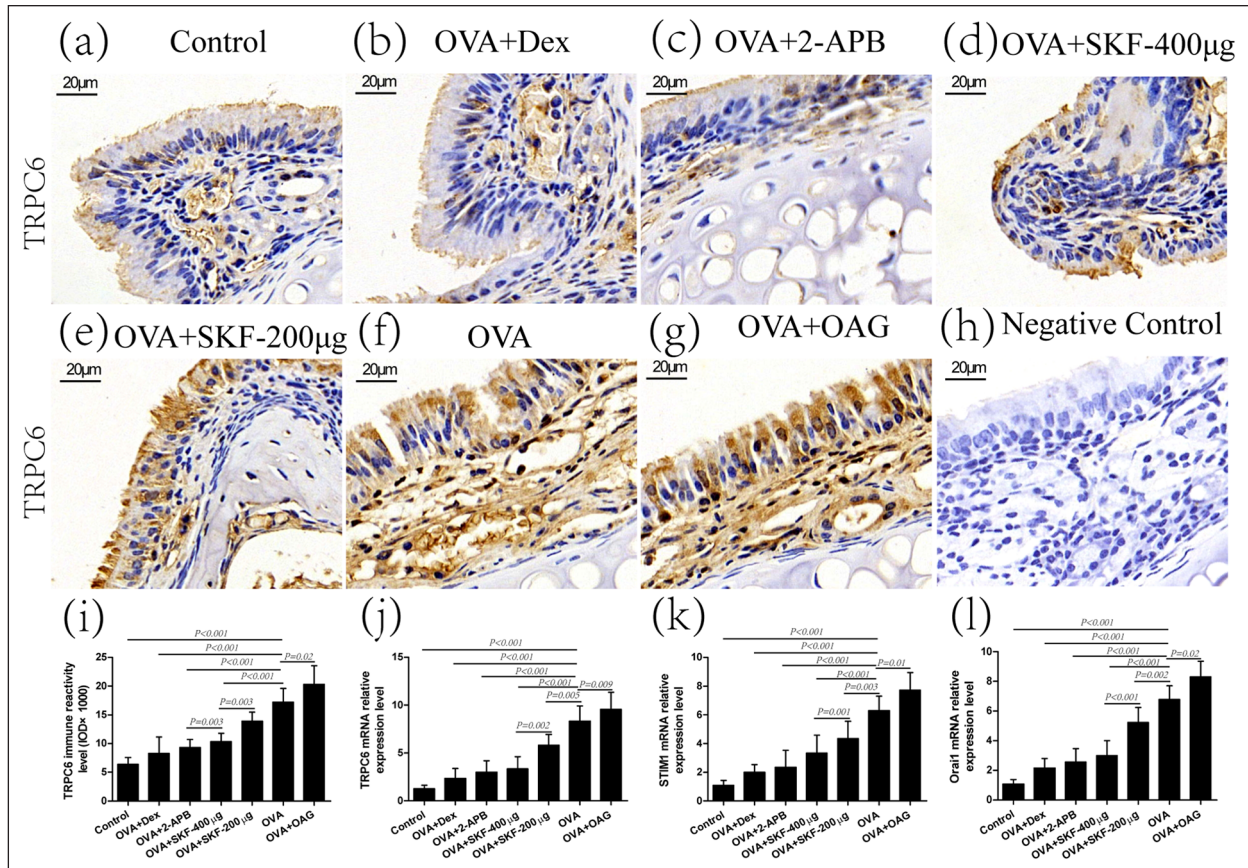 (a) Control (b) OVA+Dex (c) OVA+2-APB (d) OVA+SKF-400μg
20μm 20μm 20μm 20μm
TRPC6
(e) OVA+SKF-200μg (f) OVA (g) OVA+OAG (h) Negative Control
20μm 20μm 20μm 20μm
TRPC6
(i)
P<0.001
P<0.001
P<0.001
P=0.02
P<0.001
P=0.003
P=0.003
TRPC6 immune reactivity
level (IOD× 1000)
25
20
15
10
5
0
Control
OVA+Dex
OVA+2-APB
OVA+SKF-400μg
OVA+SKF-200μg
OVA
OVA+OAG
(j)
P<0.001
P<0.001
P<0.001
P<0.001
P=0.009
P=0.005
P=0.002
TRPC6 mRNA relative
expression level
15
10
5
0
Control
OVA+Dex
OVA+2-APB
OVA+SKF-400μg
OVA+SKF-200μg
OVA
OVA+OAG
(k)
P<0.001
P<0.001
P<0.001
P=0.01
P<0.001
P=0.003
P=0.001
STIM1 mRNA relative
expression level
10
8
6
4
2
0
Control
OVA+Dex
OVA+2-APB
OVA+SKF-400μg
OVA+SKF-200μg
OVA
OVA+OAG
(l)
P<0.001
P<0.001
P<0.001
P=0.02
P<0.001
P=0.002
P<0.001
Orai1 mRNA relative
expression level
10
8
6
4
2
0
Control
OVA+Dex
OVA+2-APB
OVA+SKF-400μg
OVA+SKF-200μg
OVA
OVA+OAG